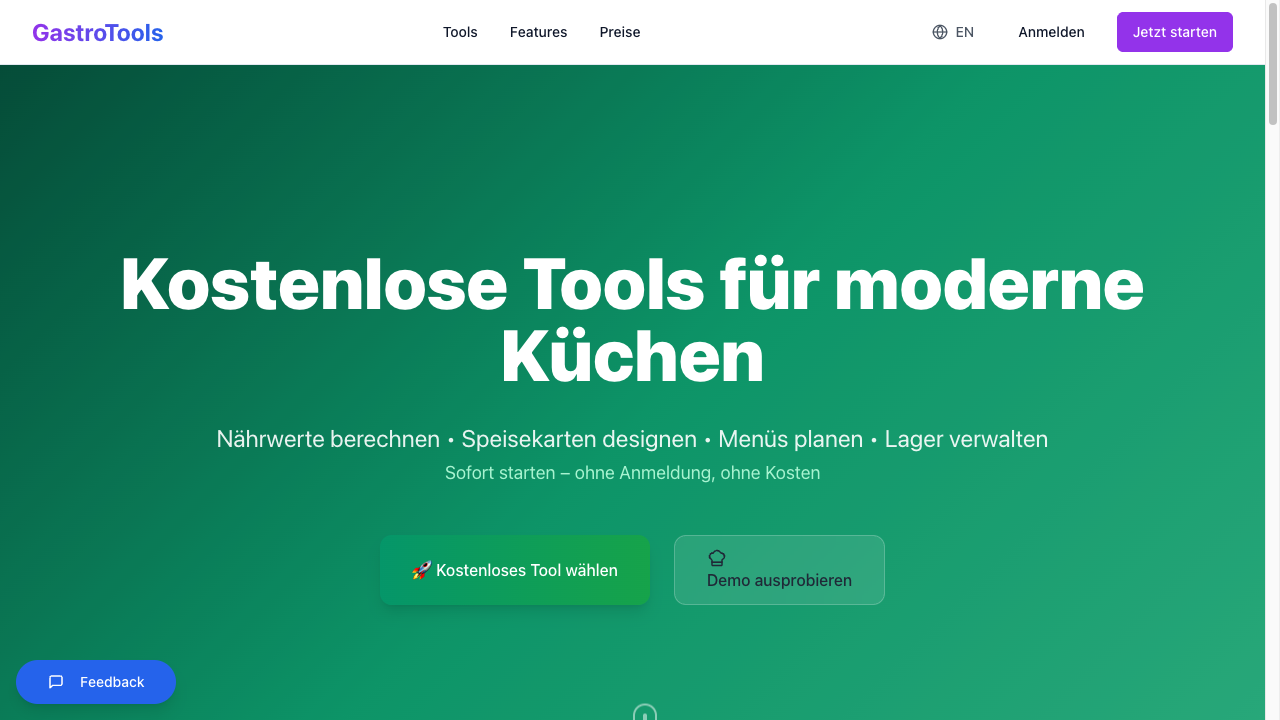 GastroTools
Tools
Features
Preise
EN
Anmelden
Jetzt starten
Kostenlose Tools für moderne
Küchen
Nährwerte berechnen • Speisekarten designen • Menüs planen • Lager verwalten
Sofort starten – ohne Anmeldung, ohne Kosten
🚀 Kostenloses Tool wählen
Demo ausprobieren
Feedback